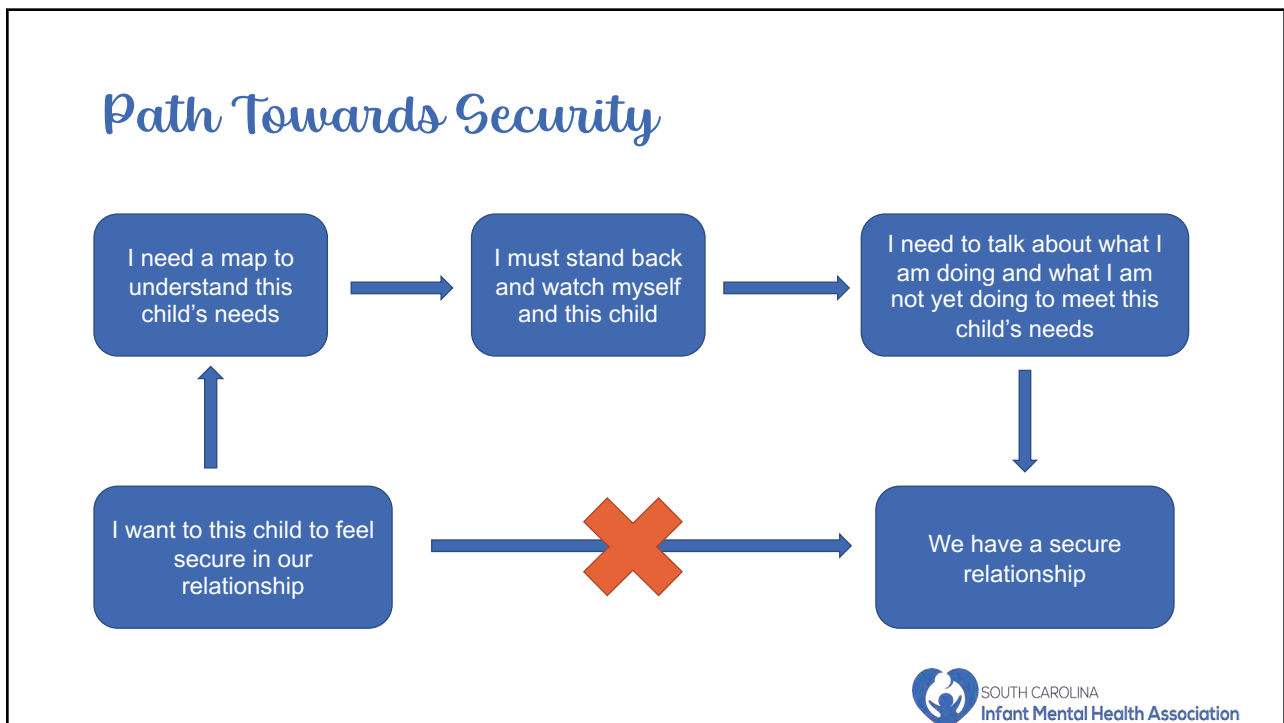 Path Towards Security
I need a map to
understand this
child’s needs
I must stand back
and watch myself
and this child
I need to talk about what I
am doing and what I am
not yet doing to meet this
child’s needs
I want to this child to feel
secure in our
relationship
We have a secure
relationship
SOUTH CAROLINA
Infant Mental Health Association